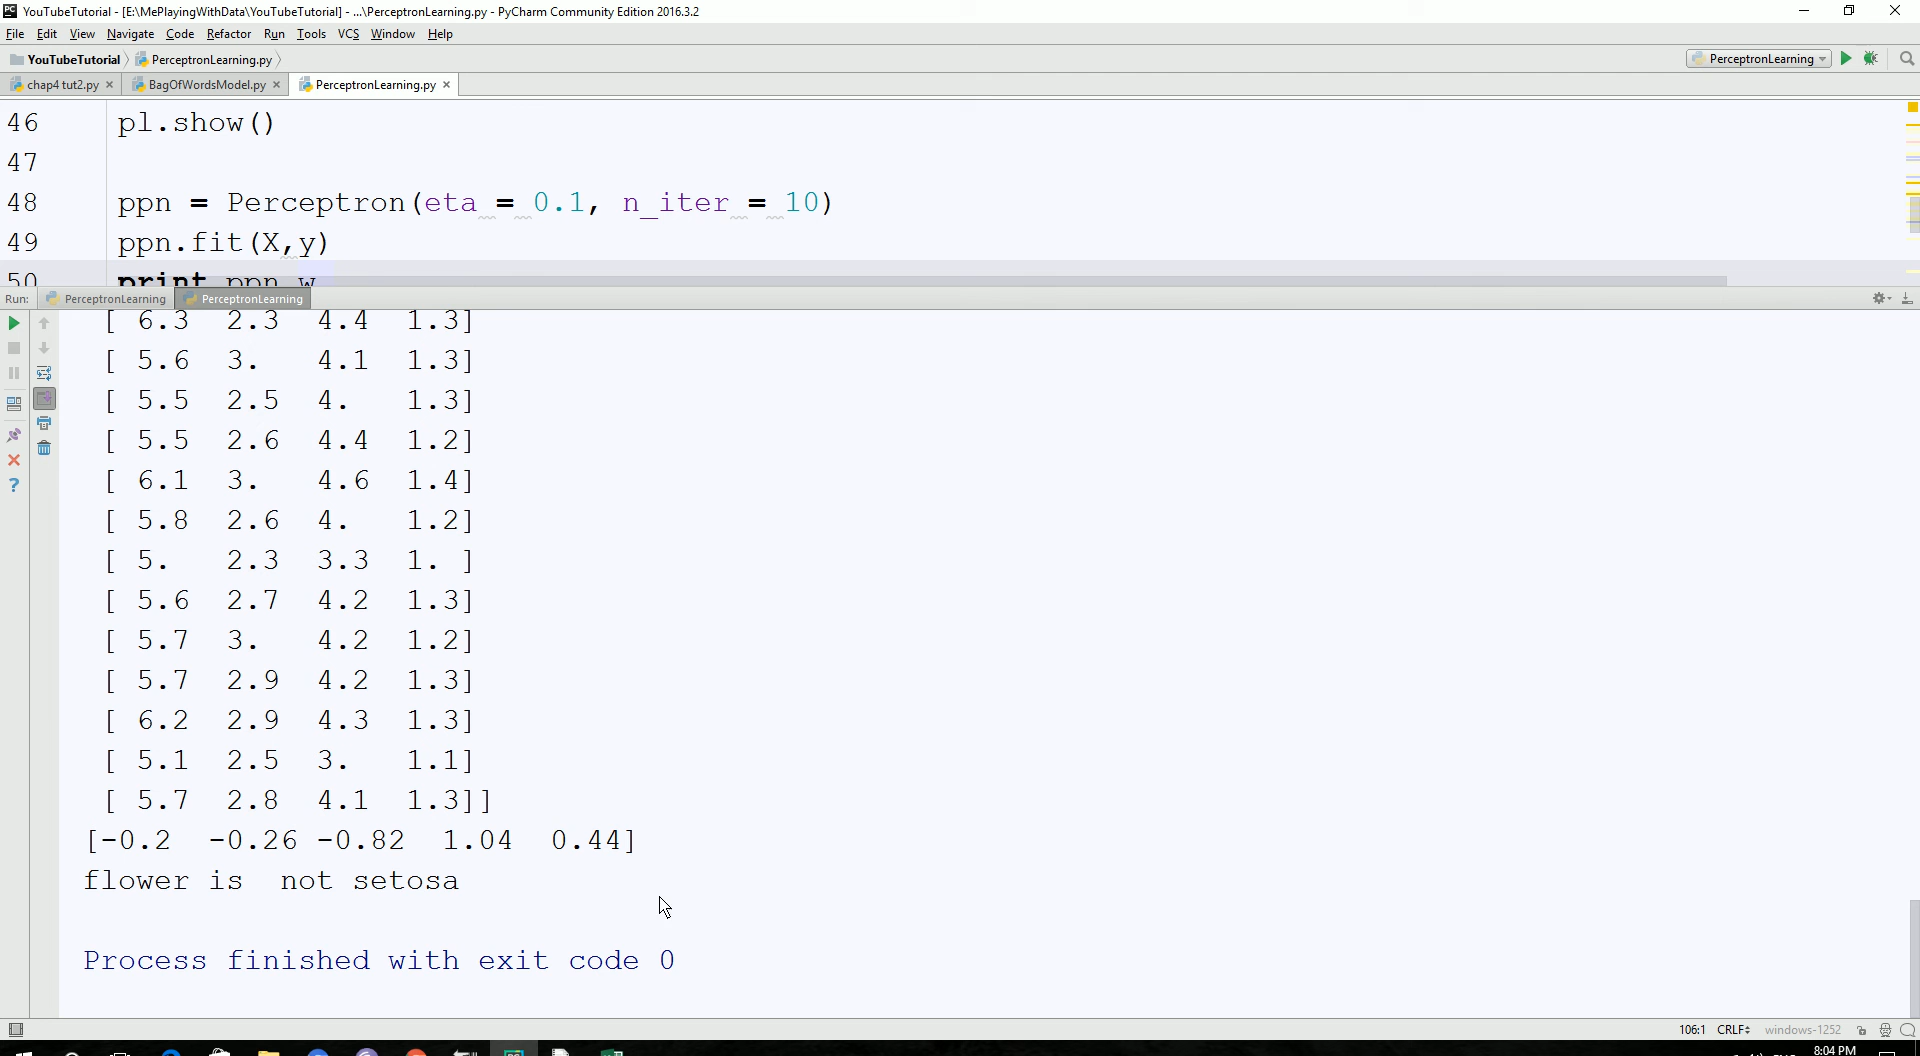 YouTubeTutorial - [E:\MePlayingWithData\YouTubeTutorial] - ...\PerceptronLearning.py - PyCharm Community Edition 2016.3.2
File Edit View Navigate Code Refactor Run Tools VCS Window Help
YouTubeTutorial PerceptronLearning.py PerceptronLearning
chap4 tut2.py BagOfWordsModel.py PerceptronLearning.py
46 pl.show()
47
48 ppn = Perceptron(eta = 0.1, n_iter = 10)
49 ppn.fit(X,y)
50 print ppn w
Run: PerceptronLearning PerceptronLearning
[ 6.3 2.3 4.4 1.3]
[ 5.6 3. 4.1 1.3]
[ 5.5 2.5 4. 1.3]
[ 5.5 2.6 4.4 1.2]
[ 6.1 3. 4.6 1.4]
[ 5.8 2.6 4. 1.2]
[ 5. 2.3 3.3 1. ]
[ 5.6 2.7 4.2 1.3]
[ 5.7 3. 4.2 1.2]
[ 5.7 2.9 4.2 1.3]
[ 6.2 2.9 4.3 1.3]
[ 5.1 2.5 3. 1.1]
[ 5.7 2.8 4.1 1.3]]
[-0.2 -0.26 -0.82 1.04 0.44]
flower is not setosa
Process finished with exit code 0
106:1 CRLF windows-1252
8:04 PM